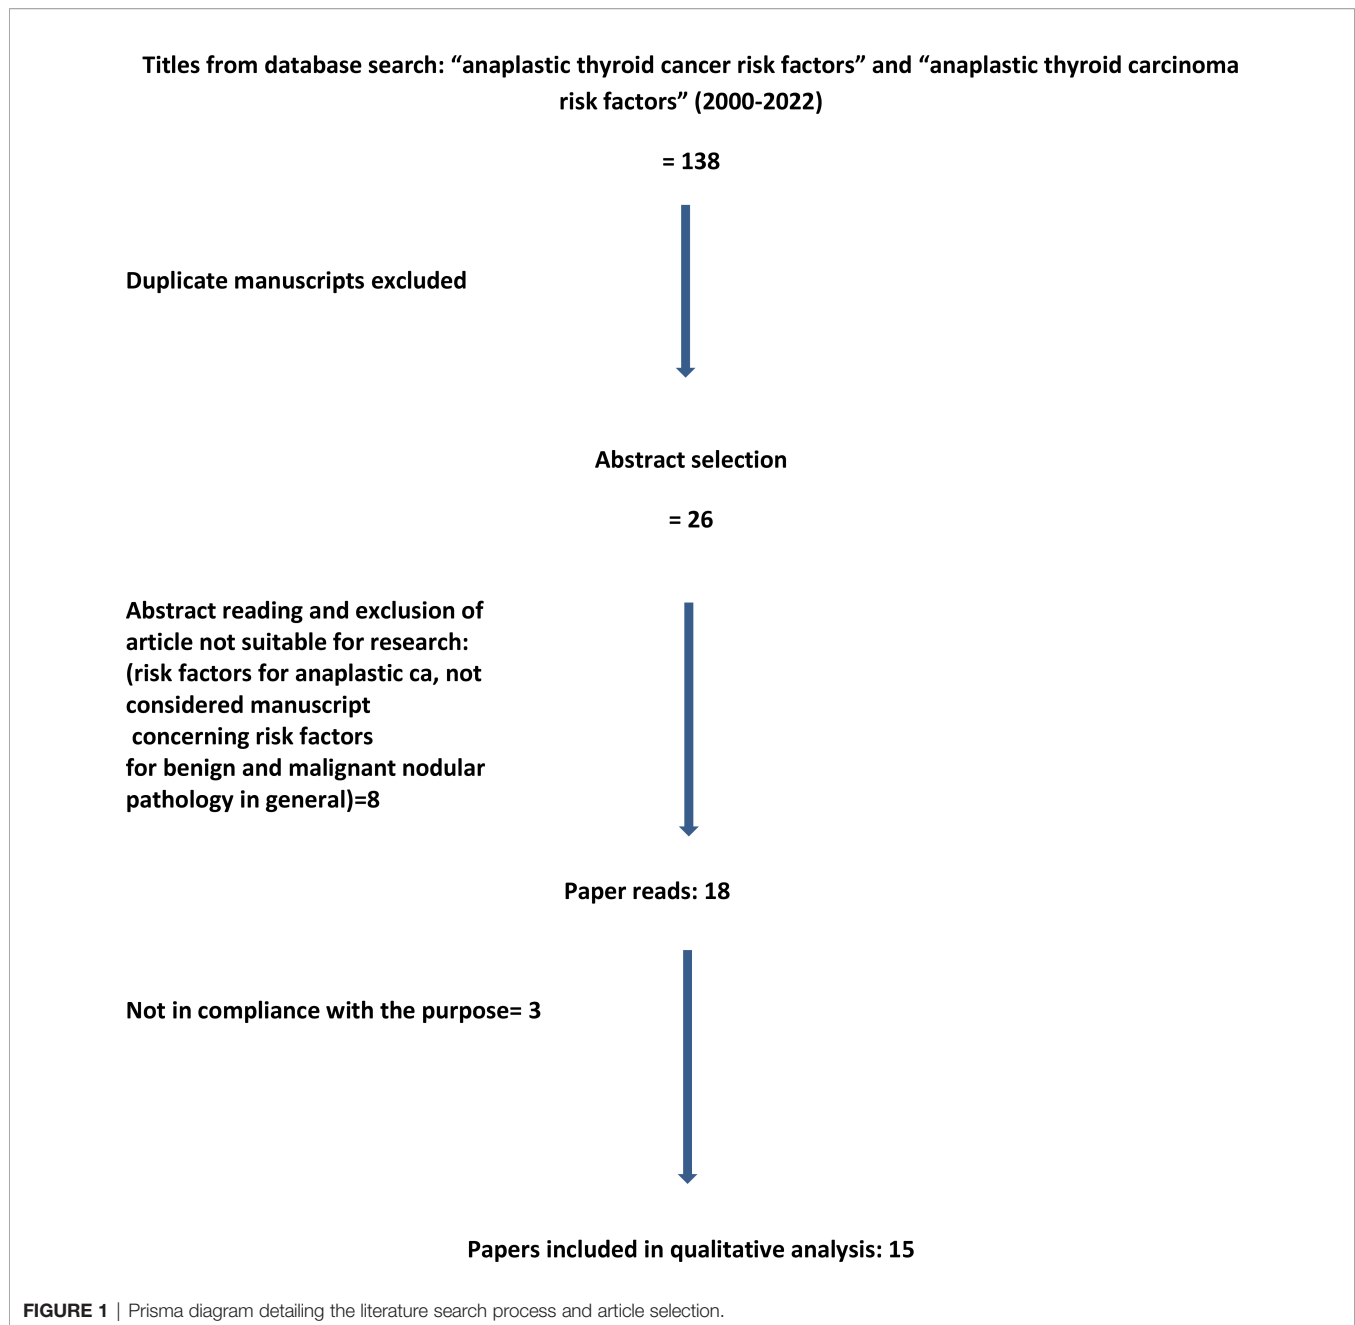 Titles from database search: “anaplastic thyroid cancer risk factors” and “anaplastic thyroid carcinoma
risk factors” (2000-2022)
= 138
Duplicate manuscripts excluded
Abstract selection
= 26
Abstract reading and exclusion of
article not suitable for research:
(risk factors for anaplastic ca, not
considered manuscript
concerning risk factors
for benign and malignant nodular
pathology in general)=8
Paper reads: 18
Not in compliance with the purpose= 3
Papers included in qualitative analysis: 15
FIGURE 1 | Prisma diagram detailing the literature search process and article selection.